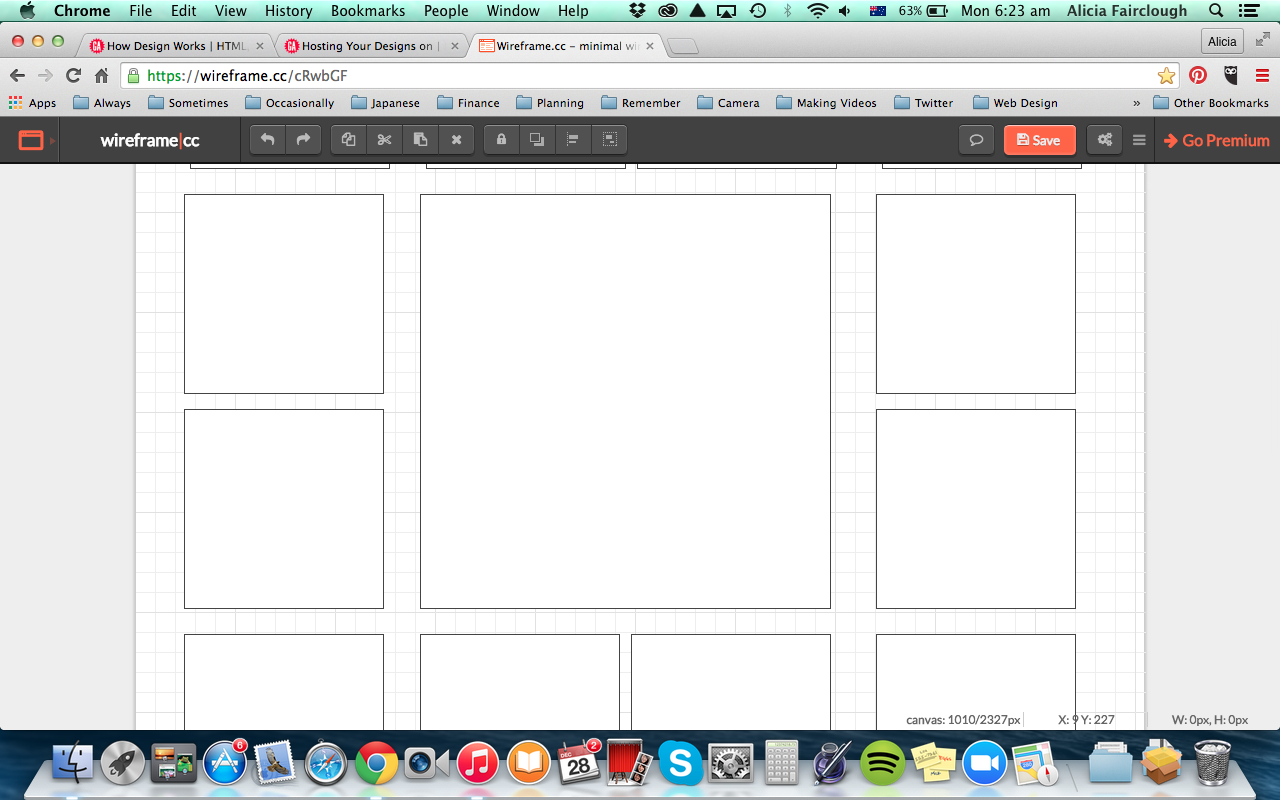 Chrome File Edit View History Bookmarks People Window Help 63% Mon 6:23 am Alicia Fairclough
How Design Works | HTML, Hosting Your Designs on | Wireframe.cc – minimal wi Alicia
https://wireframe.cc/cRwbGF
Apps Always Sometimes Occasionally Japanese Finance Planning Remember Camera Making Videos Twitter Web Design » Other Bookmarks
wireframe|cc Save Go Premium
canvas: 1010/2327px X: 9 Y: 227 W: 0px, H: 0px
6 DEC 28 2